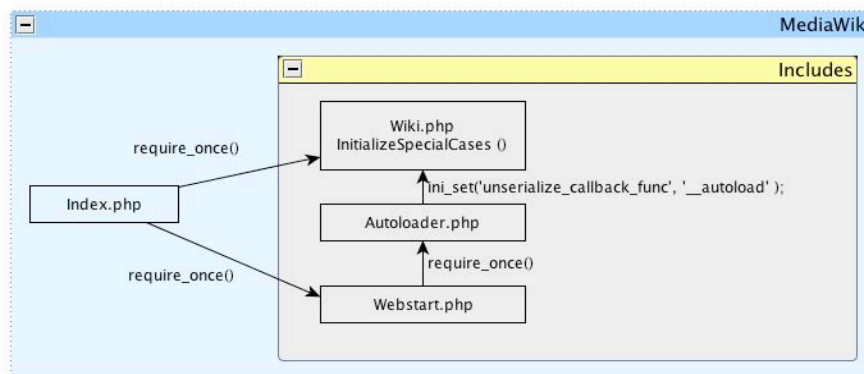 MediaWik
Includes
Wiki.php
InitializeSpecialCases ()
require_once()
ini_set('unserialize_callback_func', '__autoload' );
Index.php
Autoloader.php
require_once()
require_once()
Webstart.php